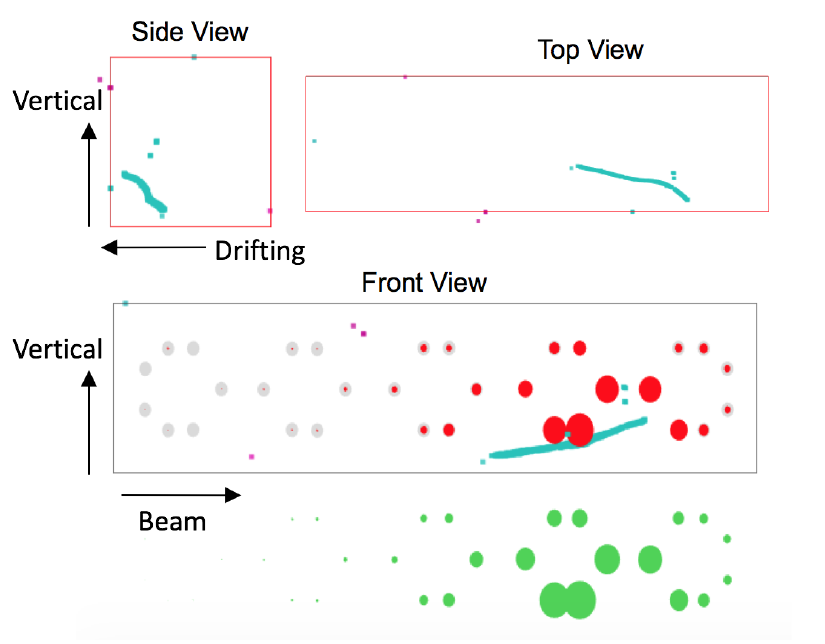 Side View
Top View
Vertical
Drifting
Front View
Vertical
Beam